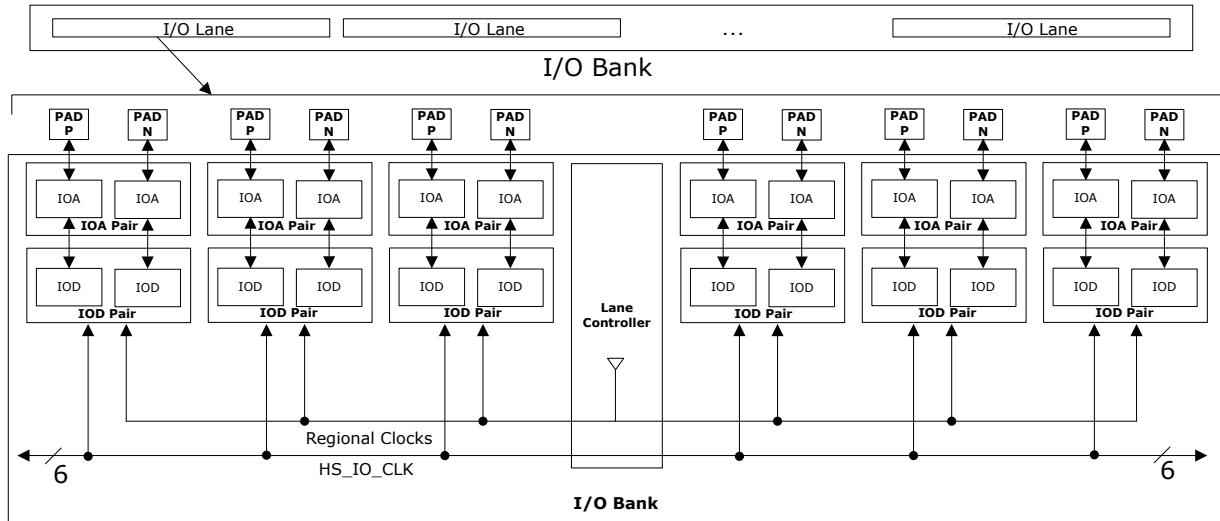 I/O Lane I/O Lane ... I/O Lane
I/O Bank
PAD P PAD N PAD P PAD N PAD P PAD N PAD P PAD N PAD P PAD N PAD P PAD N
IOA IOA IOA IOA IOA IOA IOA IOA IOA IOA IOA IOA
IOA Pair IOA Pair IOA Pair IOA Pair IOA Pair IOA Pair
IOD IOD IOD IOD IOD IOD IOD IOD IOD IOD IOD IOD
IOD Pair IOD Pair IOD Pair IOD Pair IOD Pair IOD Pair
Lane
Controller
Regional Clocks
6 HS_IO_CLK 6
I/O Bank